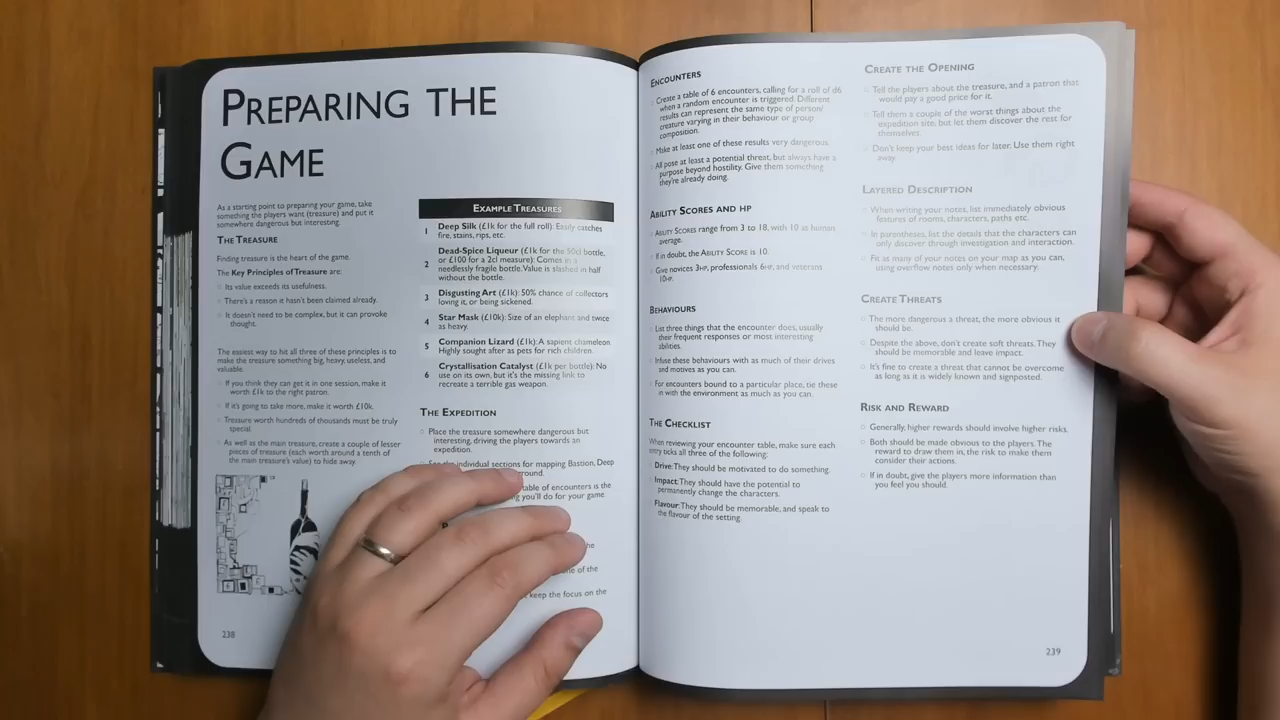 PREPARING THE
GAME
As a starting point to preparing your game, take
something the players want (treasure) and put it
somewhere dangerous but interesting.
THE TREASURE
Finding treasure is the heart of the game.
The Key Principles of Treasure are:
Its value exceeds its usefulness.
There's a reason it hasn't been claimed already.
It doesn't need to be complex, but it can provoke
thought.
The easiest way to hit all three of these principles is to
make the treasure something big, heavy, useless, and
valuable.
If you think they can get it in one session, make it
worth £1k to the right patron.
If it's going to take more, make it worth £10k.
Treasure worth hundreds of thousands must be truly
special.
As well as the main treasure, create a couple of lesser
pieces of treasure (each worth around a tenth of
the main treasure's value) to hide away.
238
EXAMPLE TREASURES
1 Deep Silk (£1k for the full roll): Easily catches
fire, stains, rips, etc.
2 Dead-Spice Liqueur (£1k for the 50cl bottle,
or £100 for a 2cl measure): Comes in a
needlessly fragile bottle. Value is slashed in half
without the bottle.
3 Disgusting Art (£1k): 50% chance of collectors
loving it, or being sickened.
4 Star Mask (£10k): Size of an elephant and twice
as heavy.
5 Companion Lizard (£1k): A sapient chameleon.
Highly sought after as pets for rich children.
6 Crystallisation Catalyst (£1k per bottle): No
use on its own, but it's the missing link to
recreate a terrible gas weapon.
THE EXPEDITION
Place the treasure somewhere dangerous but
interesting, driving the players towards an
expedition.
individual sections for mapping Bastion, Deep
table of encounters is the
you'll do for your game.
the
of the
keep the focus on the
ENCOUNTERS
Create a table of 6 encounters, calling for a roll of d6
when a random encounter is triggered. Different
results can represent the same type of person/
creature varying in their behaviour or group
composition.
Make at least one of these results very dangerous.
All pose at least a potential threat, but always have a
purpose beyond hostility. Give them something
they're already doing.
ABILITY SCORES AND HP
ABILITY SCORES range from 3 to 18, with 10 at human
average.
If in doubt, the ABILITY SCORE is 10.
Give novices 3HP, professionals 6HP, and veterans
10HP.
BEHAVIOURS
List three things that the encounter does, usually
their frequent responses or most interesting
abilities.
Infuse these behaviours with as much of their drives
and motives as you can.
For encounters bound to a particular place, tie these
in with the environment as much as you can.
THE CHECKLIST
When reviewing your encounter table, make sure each
entry ticks all three of the following:
Drive: They should be motivated to do something.
Impact: They should have the potential to
permanently change the characters.
Flavour: They should be memorable, and speak to
the flavour of the setting.
CREATE THE OPENING
Tell the players about the treasure, and a patron that
would pay a good price for it.
Tell them a couple of the worst things about the
expedition site, but let them discover the rest for
themselves.
Don't keep your best ideas for later. Use them right
away.
LAYERED DESCRIPTION
When writing your notes, list immediately obvious
features of rooms, characters, paths etc.
In parentheses, list the details that the characters can
only discover through investigation and interaction.
Fit as many of your notes on your map as you can,
using overflow notes only when necessary.
CREATE THREATS
The more dangerous a threat, the more obvious it
should be.
Despite the above, don't create soft threats. They
should be memorable and leave impact.
It's fine to create a threat that cannot be overcome
as long as it is widely known and signposted.
RISK AND REWARD
Generally, higher rewards should involve higher risks.
Both should be made obvious to the players. The
reward to draw them in, the risk to make them
consider their actions.
If in doubt, give the players more information than
you feel you should.
239